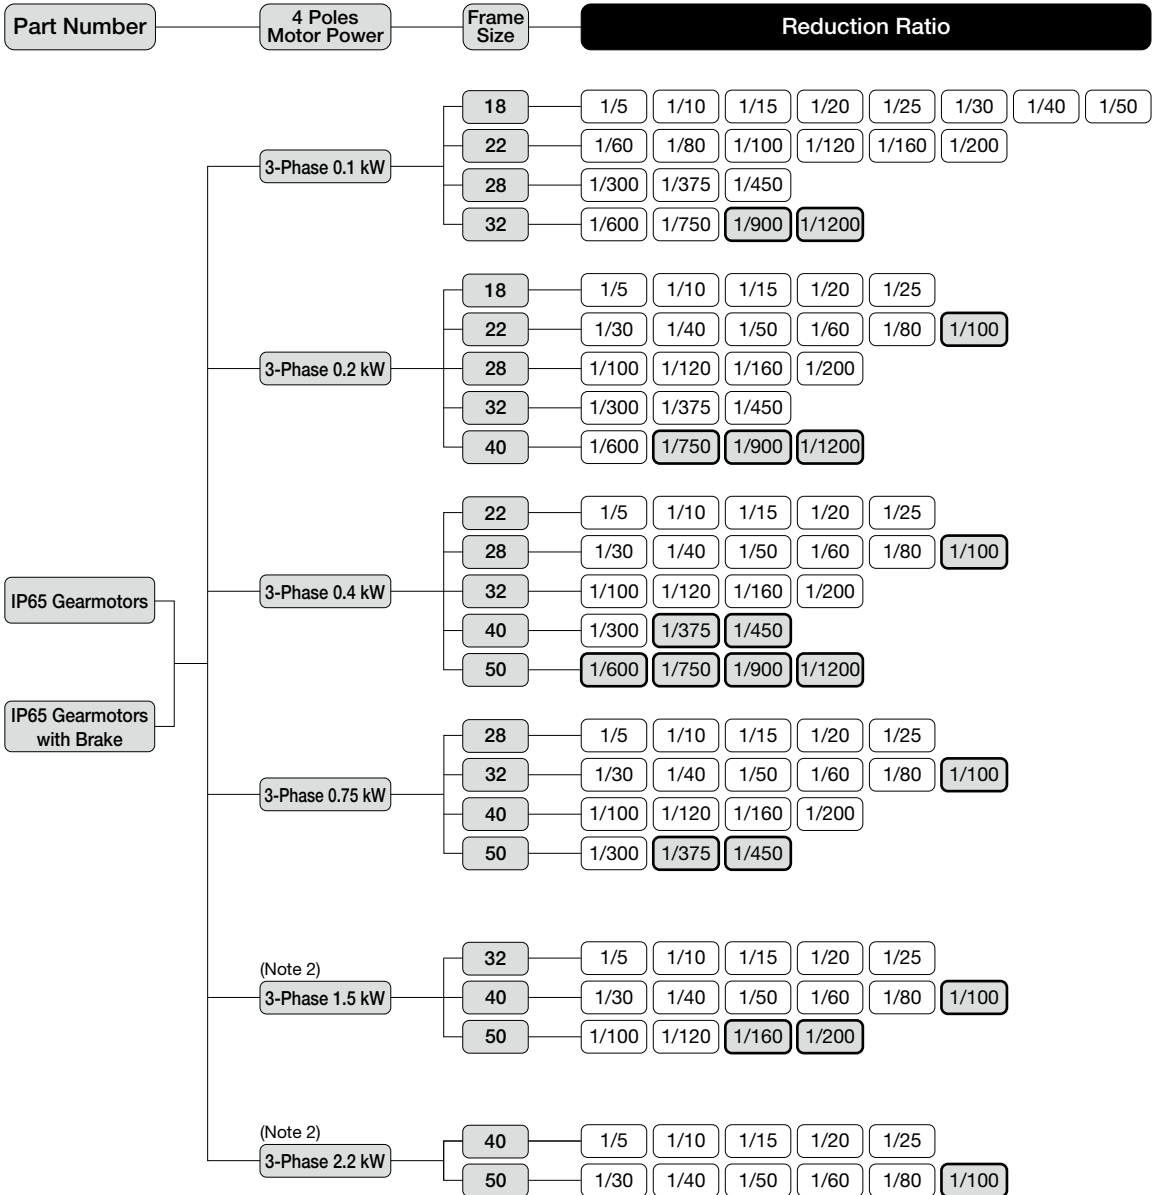 Part Number
4 Poles
Motor Power
Frame
Size
Reduction Ratio
18 1/5 1/10 1/15 1/20 1/25 1/30 1/40 1/50
22 1/60 1/80 1/100 1/120 1/160 1/200
3-Phase 0.1 kW
28 1/300 1/375 1/450
32 1/600 1/750 1/900 1/1200
18 1/5 1/10 1/15 1/20 1/25
22 1/30 1/40 1/50 1/60 1/80 1/100
3-Phase 0.2 kW
28 1/100 1/120 1/160 1/200
32 1/300 1/375 1/450
40 1/600 1/750 1/900 1/1200
22 1/5 1/10 1/15 1/20 1/25
28 1/30 1/40 1/50 1/60 1/80 1/100
IP65 Gearmotors
3-Phase 0.4 kW
32 1/100 1/120 1/160 1/200
40 1/300 1/375 1/450
50 1/600 1/750 1/900 1/1200
IP65 Gearmotors
with Brake
28 1/5 1/10 1/15 1/20 1/25
32 1/30 1/40 1/50 1/60 1/80 1/100
3-Phase 0.75 kW
40 1/100 1/120 1/160 1/200
50 1/300 1/375 1/450
32 1/5 1/10 1/15 1/20 1/25
(Note 2)
3-Phase 1.5 kW
40 1/30 1/40 1/50 1/60 1/80 1/100
50 1/100 1/120 1/160 1/200
(Note 2)
40 1/5 1/10 1/15 1/20 1/25
3-Phase 2.2 kW
50 1/30 1/40 1/50 1/60 1/80 1/100